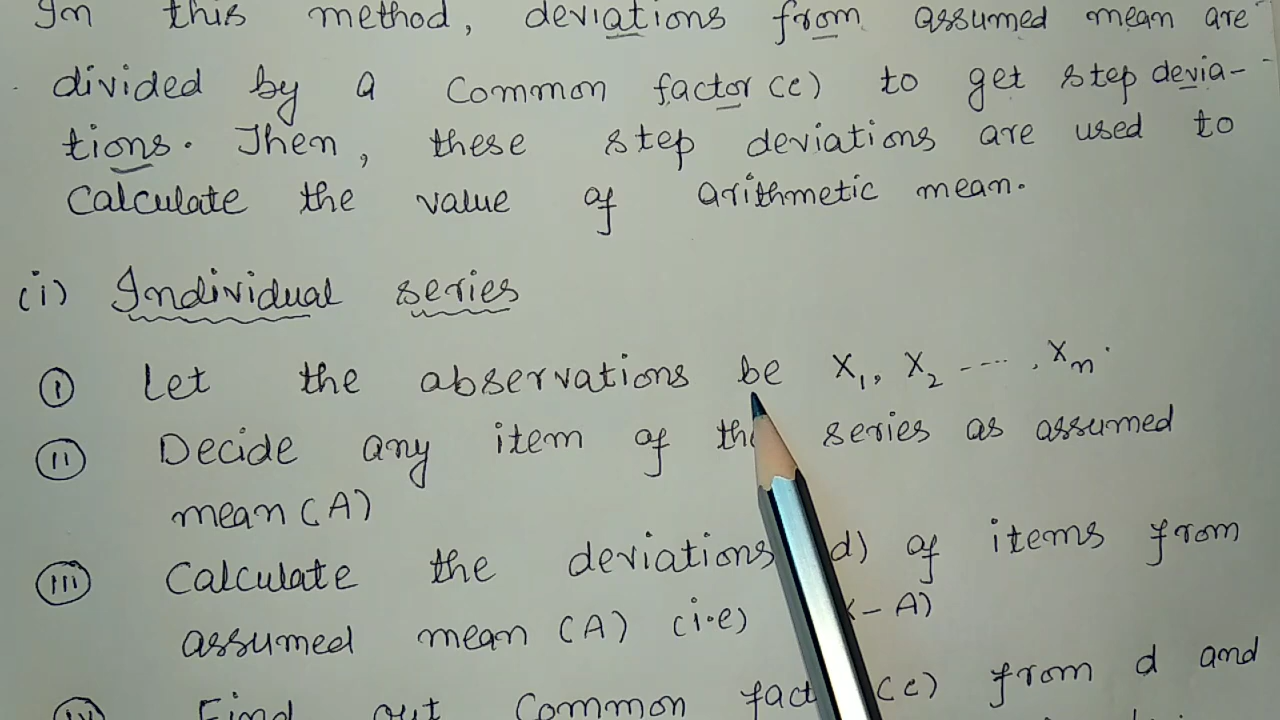 In this method, deviations from assumed mean are
divided by a common factor (c) to get step devia-
tions. Then, these step deviations are used to
calculate the value of arithmetic mean.
(i) Individual series
(I) Let the observations be X₁, X₂ ---- , Xₙ.
(II) Decide any item of the series as assumed
mean (A)
(III) Calculate the deviations d) of items from
assumed mean (A) (i.e) - A)
(IV) Find out common (c) from d and